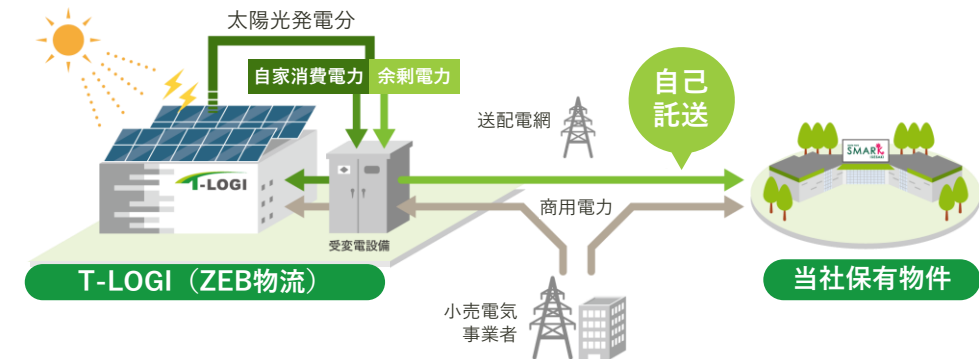 太陽光発電分
自家消費電力 余剰電力
自己
託送
送配電網
SMARK
T-LOGI
商用電力
受変電設備
T-LOGI（ZEB物流）
当社保有物件
小売電気
事業者